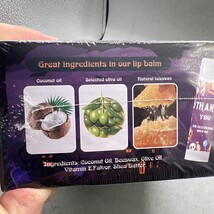 Great ingredients in our lip balm
Coconut oil Selected olive oil Natural beeswax
THANK
YOU
Ingredients: Coconut Oil, Beeswax, Olive Oil,
Vitamin E, Falvor, Shea Butter